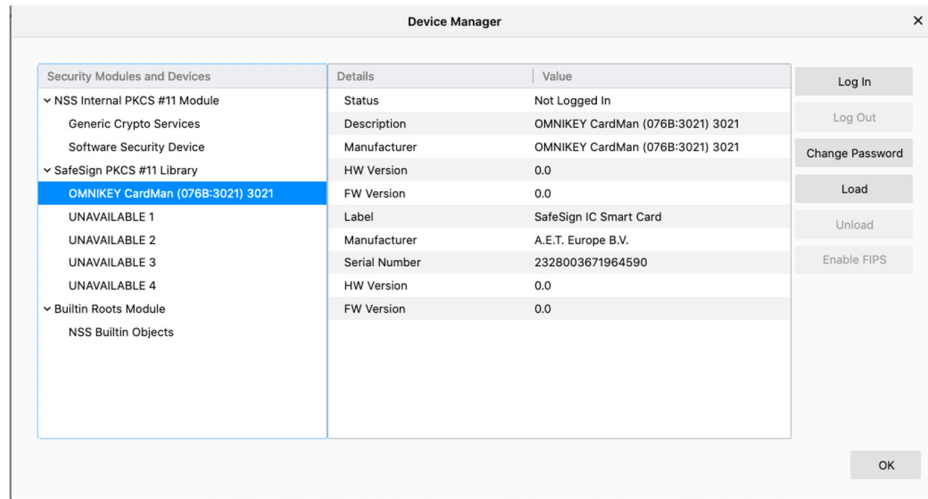 Device Manager
Security Modules and Devices
NSS Internal PKCS #11 Module
Generic Crypto Services
Software Security Device
SafeSign PKCS #11 Library
OMNIKEY CardMan (076B:3021) 3021
UNAVAILABLE 1
UNAVAILABLE 2
UNAVAILABLE 3
UNAVAILABLE 4
Builtin Roots Module
NSS Builtin Objects
Details Value
Status Not Logged In
Description OMNIKEY CardMan (076B:3021) 3021
Manufacturer OMNIKEY CardMan (076B:3021) 3021
HW Version 0.0
FW Version 0.0
Label SafeSign IC Smart Card
Manufacturer A.E.T. Europe B.V.
Serial Number 2328003671964590
HW Version 0.0
FW Version 0.0
Log In
Log Out
Change Password
Load
Unload
Enable FIPS
OK